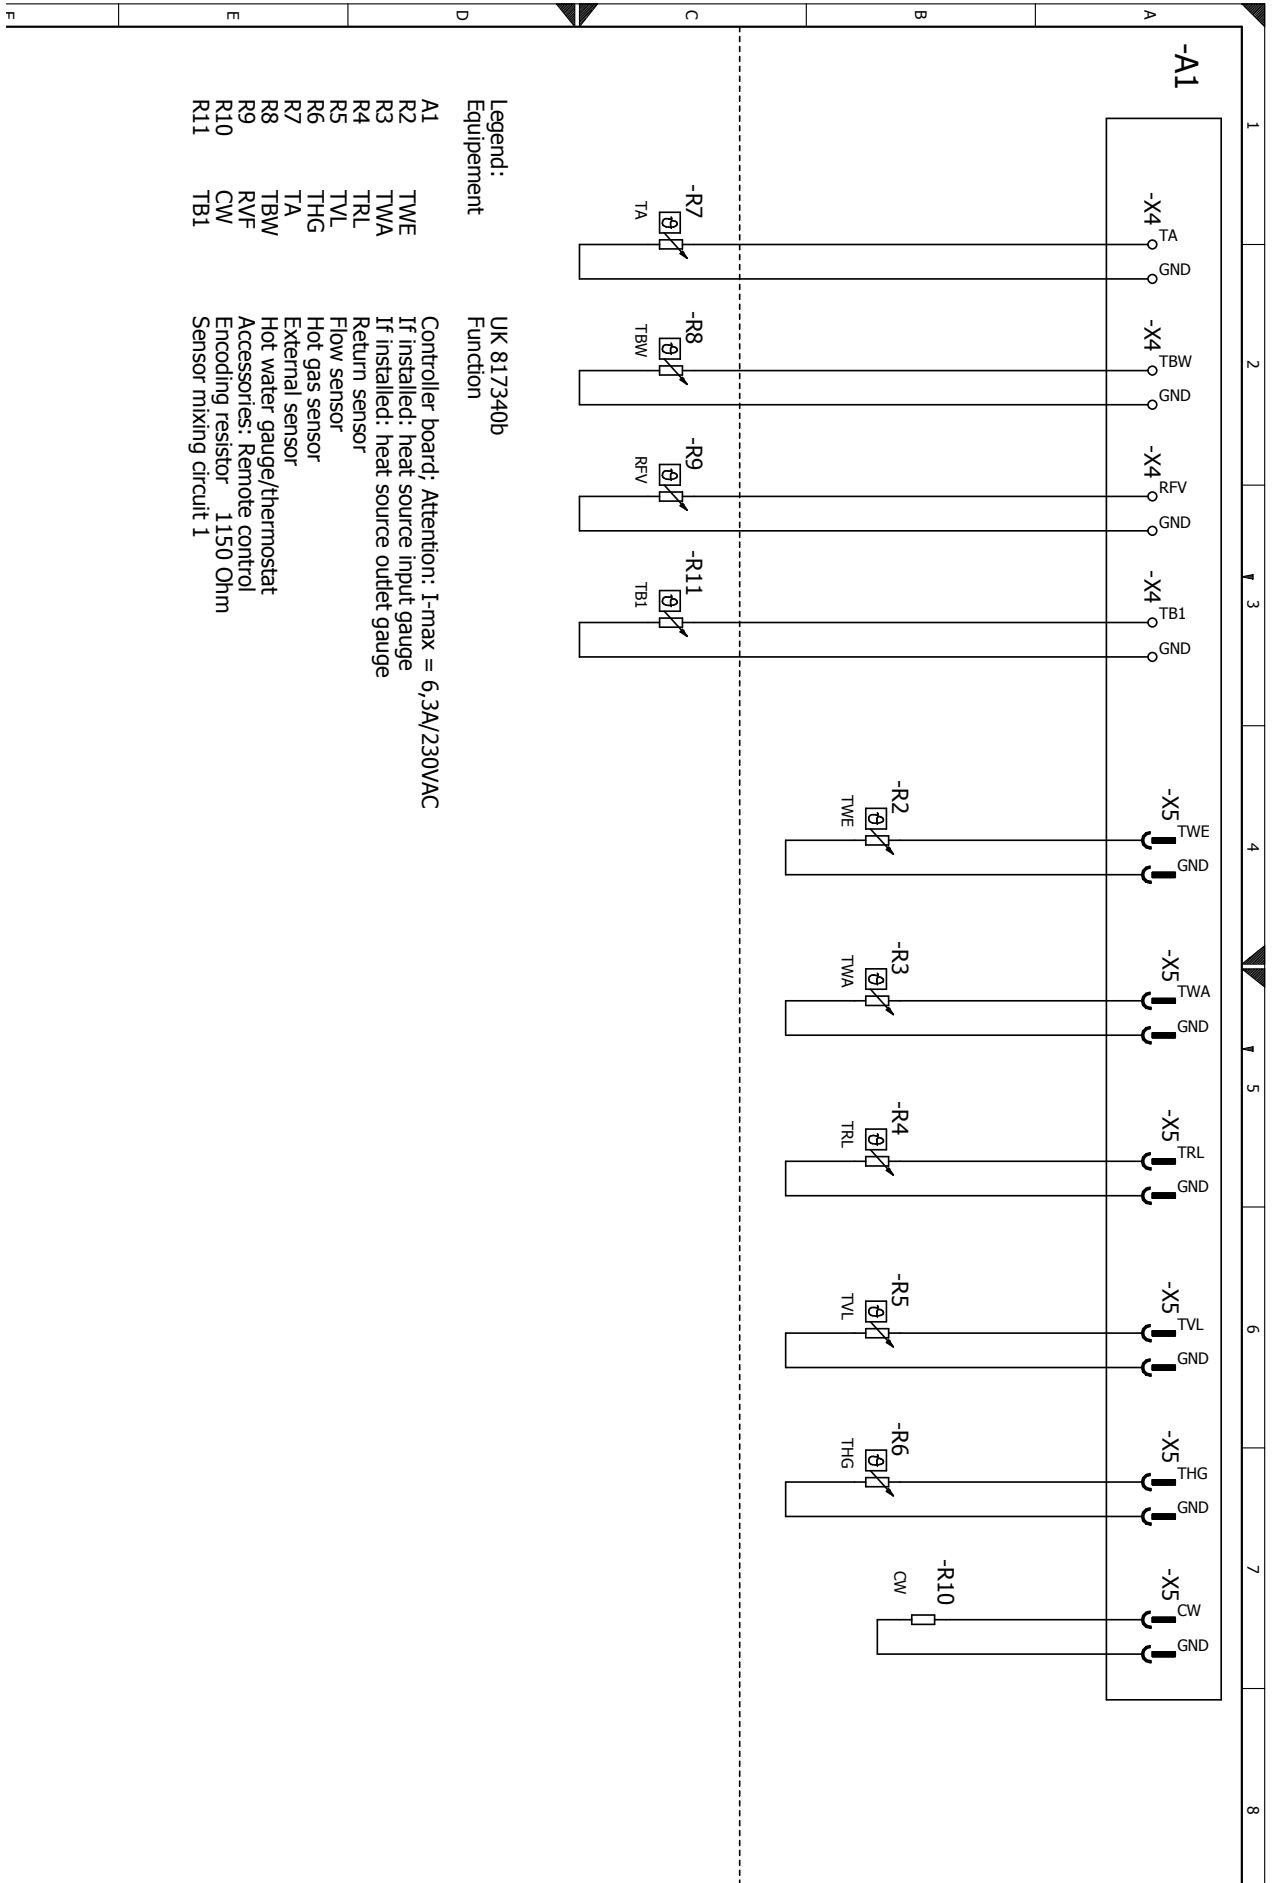 1 2 3 4 5 6 7 8
A
B
C
D
E
F
-A1
-X4 TA GND
-X4 TBW GND
-X4 RFV GND
-X4 TB1 GND
-X5 TWE GND
-X5 TWA GND
-X5 TRL GND
-X5 TVL GND
-X5 THG GND
-X5 CW GND
-R10
CW
-R2
TWE
-R3
TWA
-R4
TRL
-R5
TVL
-R6
THG
-R7
TA
-R8
TBW
-R9
RFV
-R11
TB1
Legend: UK 817340b
Equipement Function
A1 Controller board; Attention: I-max = 6,3A/230VAC
R2 TWE If installed: heat source input gauge
R3 TWA If installed: heat source outlet gauge
R4 TRL Return sensor
R5 TVL Flow sensor
R6 THG Hot gas sensor
R7 TA External sensor
R8 TBW Hot water gauge/thermostat
R9 RVF Accessories: Remote control
R10 CW Encoding resistor 1150 Ohm
R11 TB1 Sensor mixing circuit 1